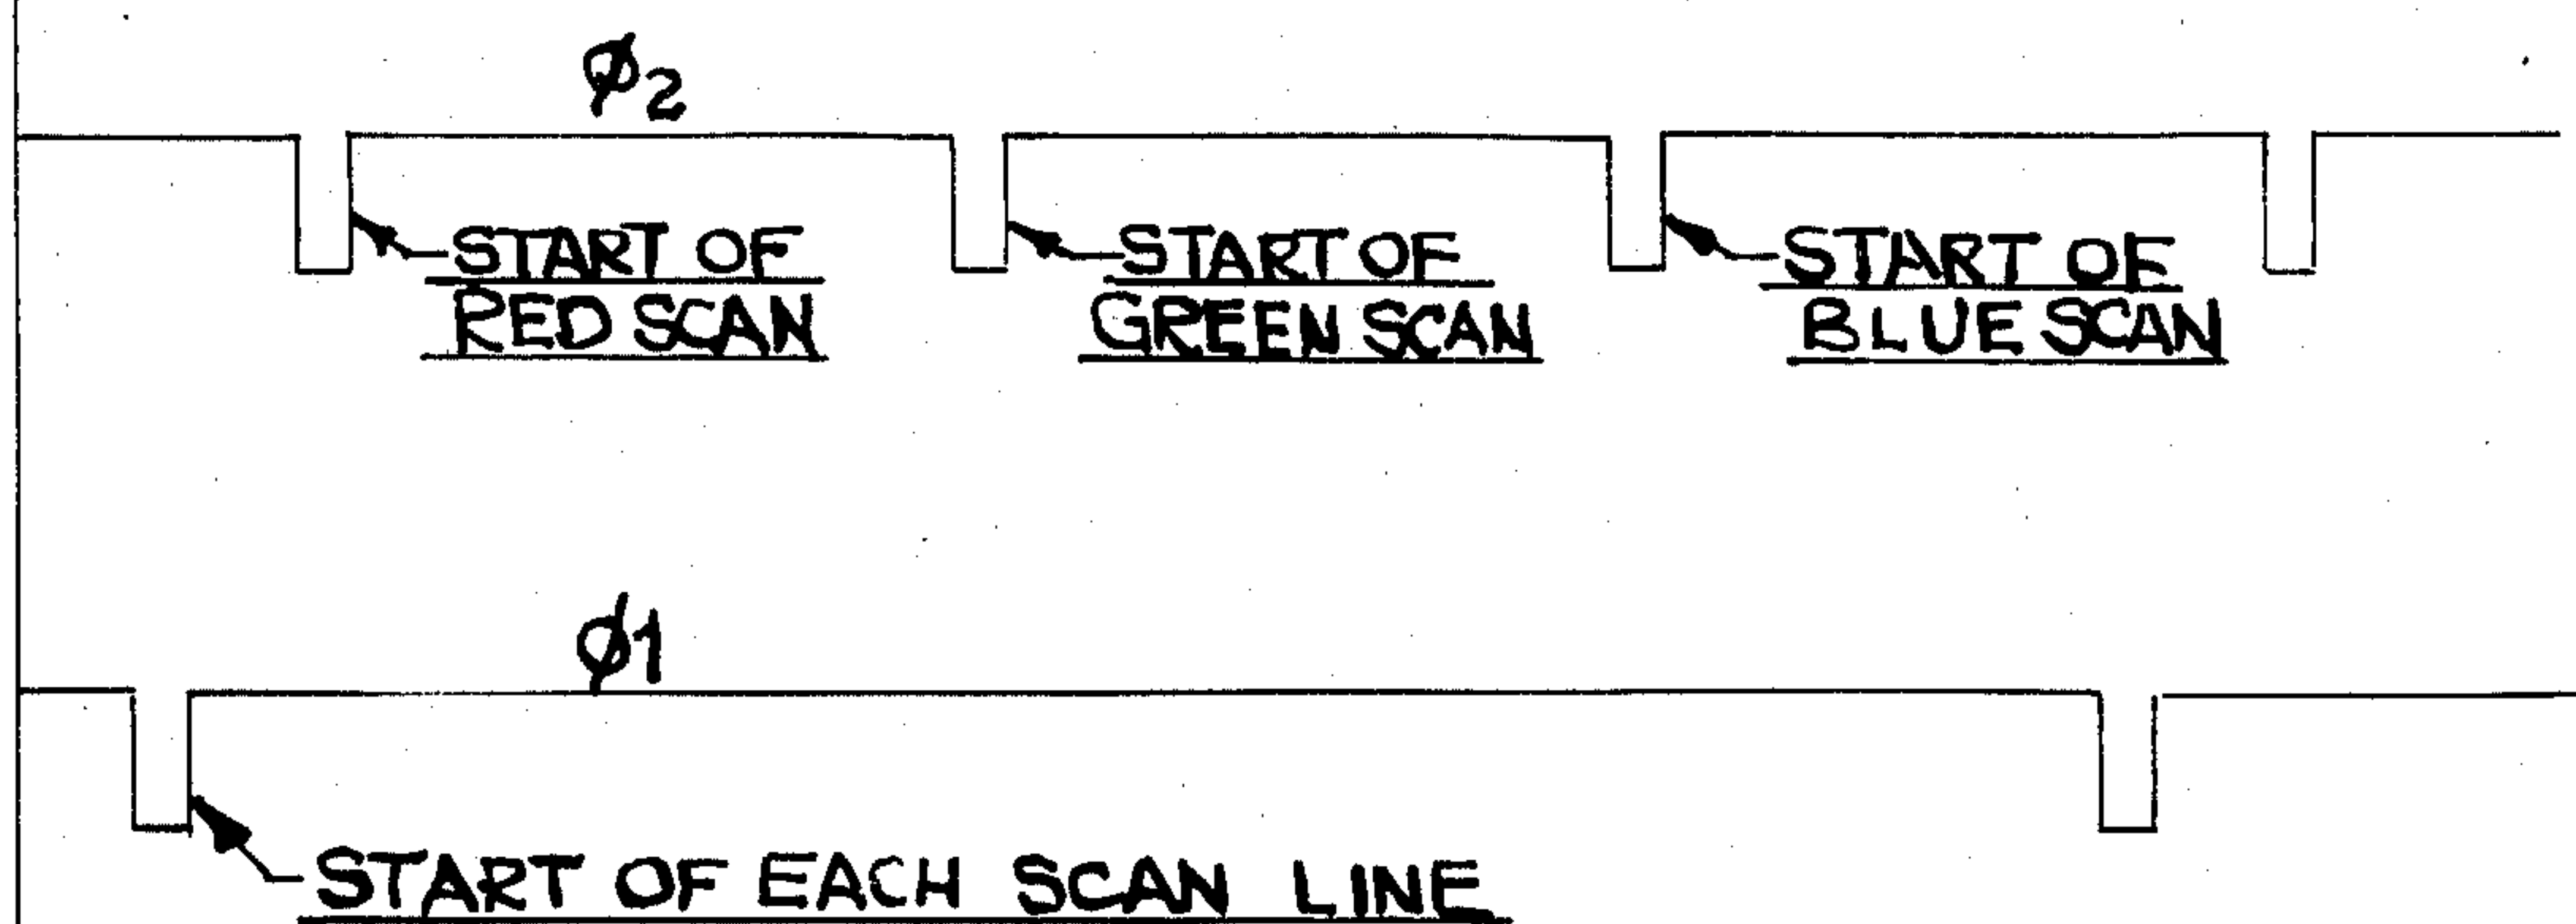 ϕ2
START OF
RED SCAN
START OF
GREEN SCAN
START OF
BLUE SCAN
ϕ1
START OF EACH SCAN LINE